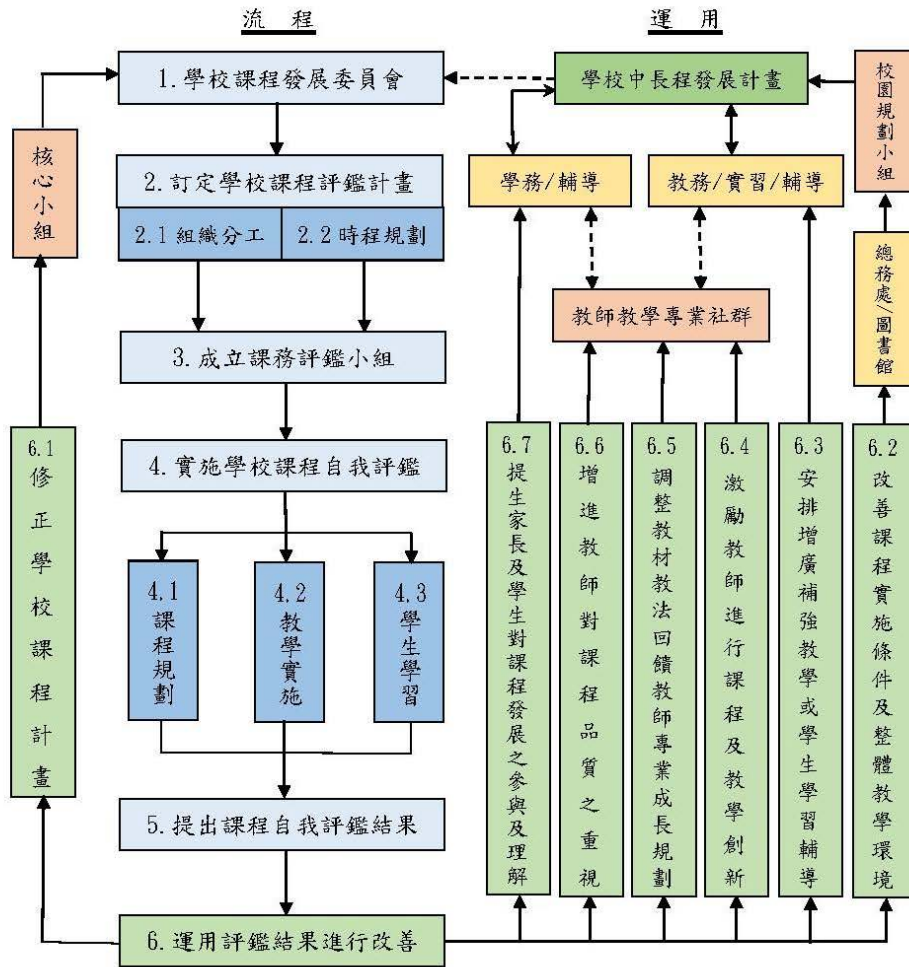 流 程
運 用
1.學校課程發展委員會
學校中長程發展計畫
校園規劃小組
核心小組
2.訂定學校課程評鑑計畫
2.1 組織分工
2.2 時程規劃
學務/輔導
教務/實習/輔導
總務處/圖書館
教師教學專業社群
3.成立課務評鑑小組
4.實施學校課程自我評鑑
4.1 課程規劃
4.2 教學實施
4.3 學生學習
5.提出課程自我評鑑結果
6.運用評鑑結果進行改善
6.1 修正學校課程計畫
6.7 提生家長及學生對課程發展之參與及理解
6.6 增進教師對課程品質之重視
6.5 調整教材教法回饋教師專業成長規劃
6.4 激勵教師進行課程及教學創新
6.3 安排增廣補強教學或學生學習輔導
6.2 改善課程實施條件及整體教學環境